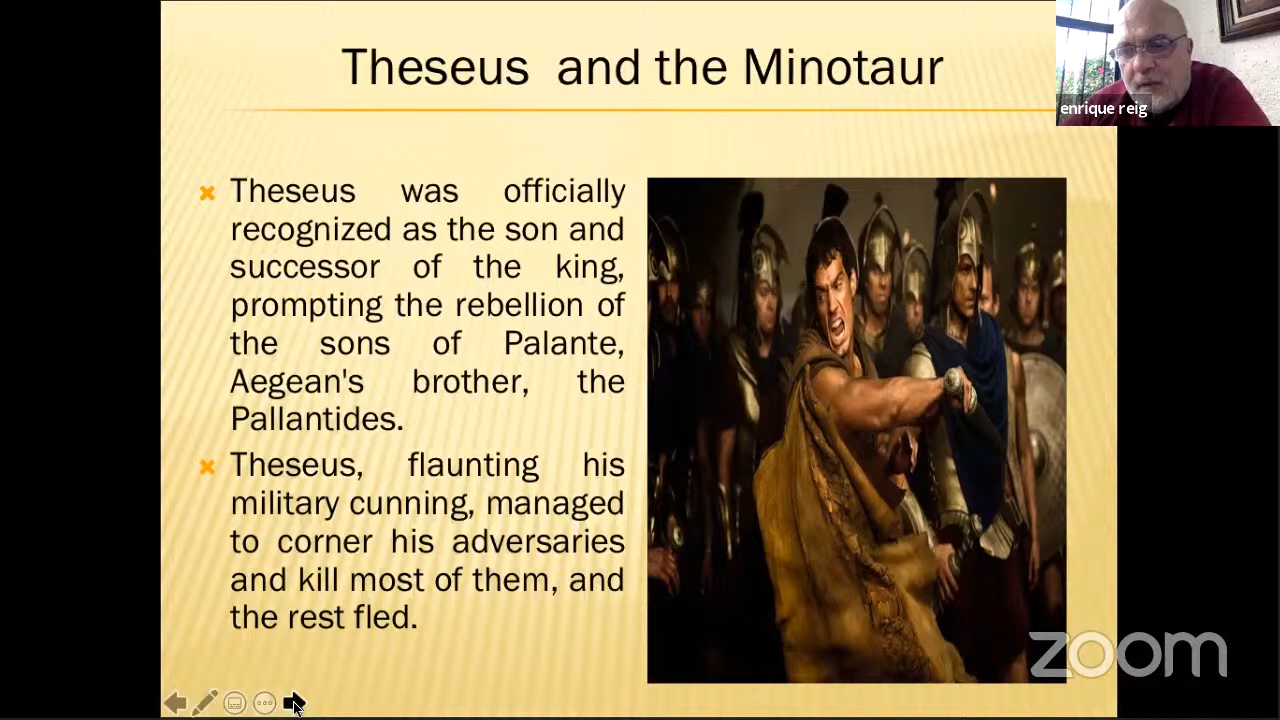 Theseus and the Minotaur
enrique reig
Theseus was officially
recognized as the son and
successor of the king,
prompting the rebellion of
the sons of Palante,
Aegean's brother, the
Pallantides.
Theseus, flaunting his
military cunning, managed
to corner his adversaries
and kill most of them, and
the rest fled.
zoom